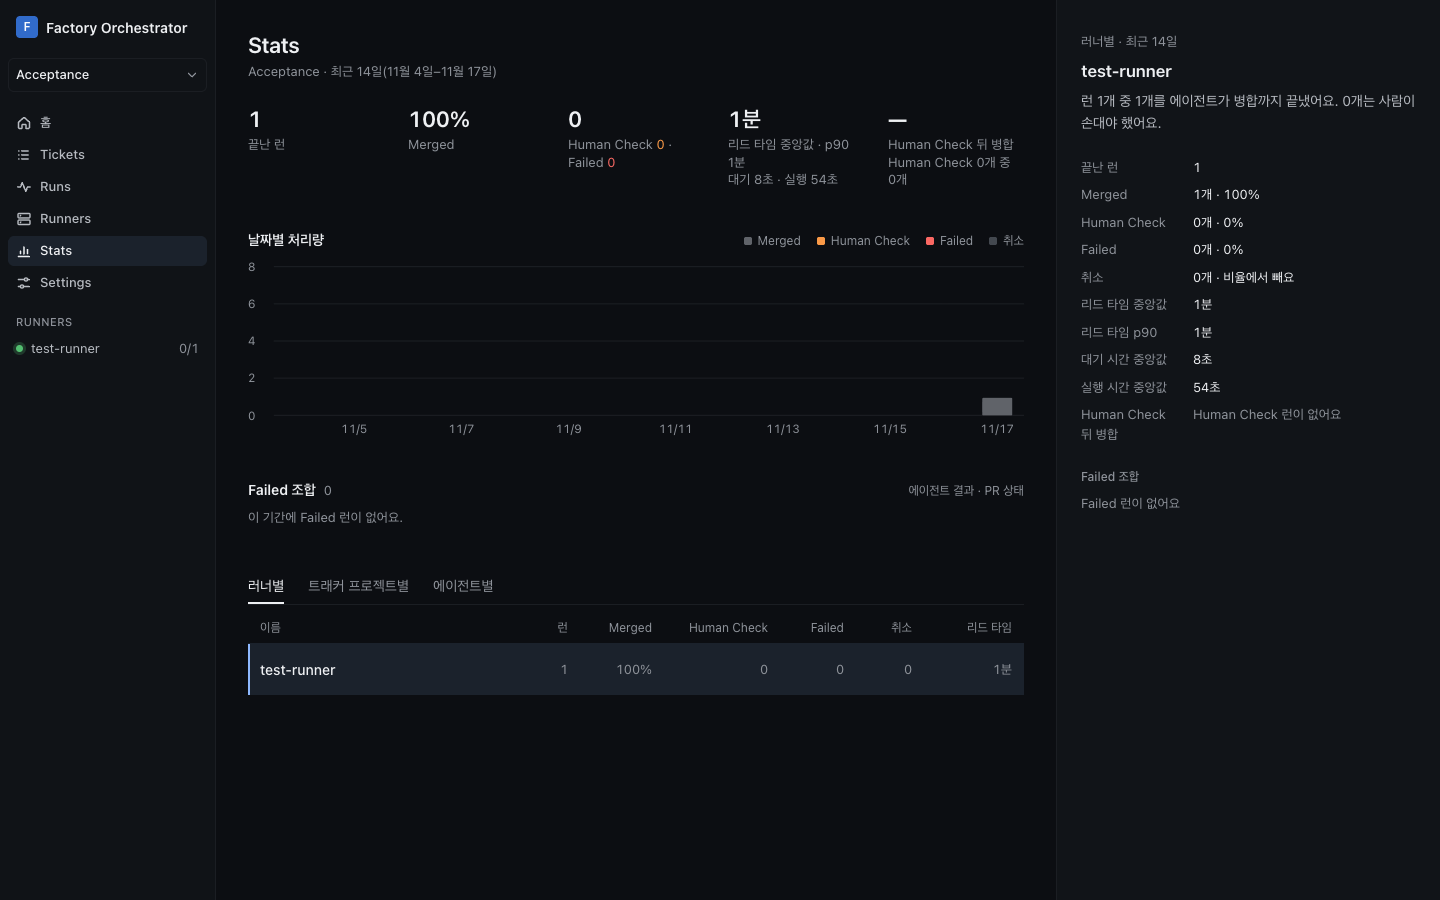 F Factory Orchestrator
Acceptance
홈
Tickets
Runs
Runners
Stats
Settings
RUNNERS
test-runner 0/1
Stats
Acceptance · 최근 14일(11월 4일–11월 17일)
1
끝난 런
100%
Merged
0
Human Check 0 ·
Failed 0
1분
리드 타임 중앙값 · p90
1분
대기 8초 · 실행 54초
—
Human Check 뒤 병합
Human Check 0개 중
0개
날짜별 처리량
Merged Human Check Failed 취소
8
6
4
2
0
11/5 11/7 11/9 11/11 11/13 11/15 11/17
Failed 조합 0 에이전트 결과 · PR 상태
이 기간에 Failed 런이 없어요.
러너별 트래커 프로젝트별 에이전트별
이름 런 Merged Human Check Failed 취소 리드 타임
test-runner 1 100% 0 0 0 1분
러너별 · 최근 14일
test-runner
런 1개 중 1개를 에이전트가 병합까지 끝냈어요. 0개는 사람이
손대야 했어요.
끝난 런 1
Merged 1개 · 100%
Human Check 0개 · 0%
Failed 0개 · 0%
취소 0개 · 비율에서 빼요
리드 타임 중앙값 1분
리드 타임 p90 1분
대기 시간 중앙값 8초
실행 시간 중앙값 54초
Human Check Human Check 런이 없어요
뒤 병합
Failed 조합
Failed 런이 없어요